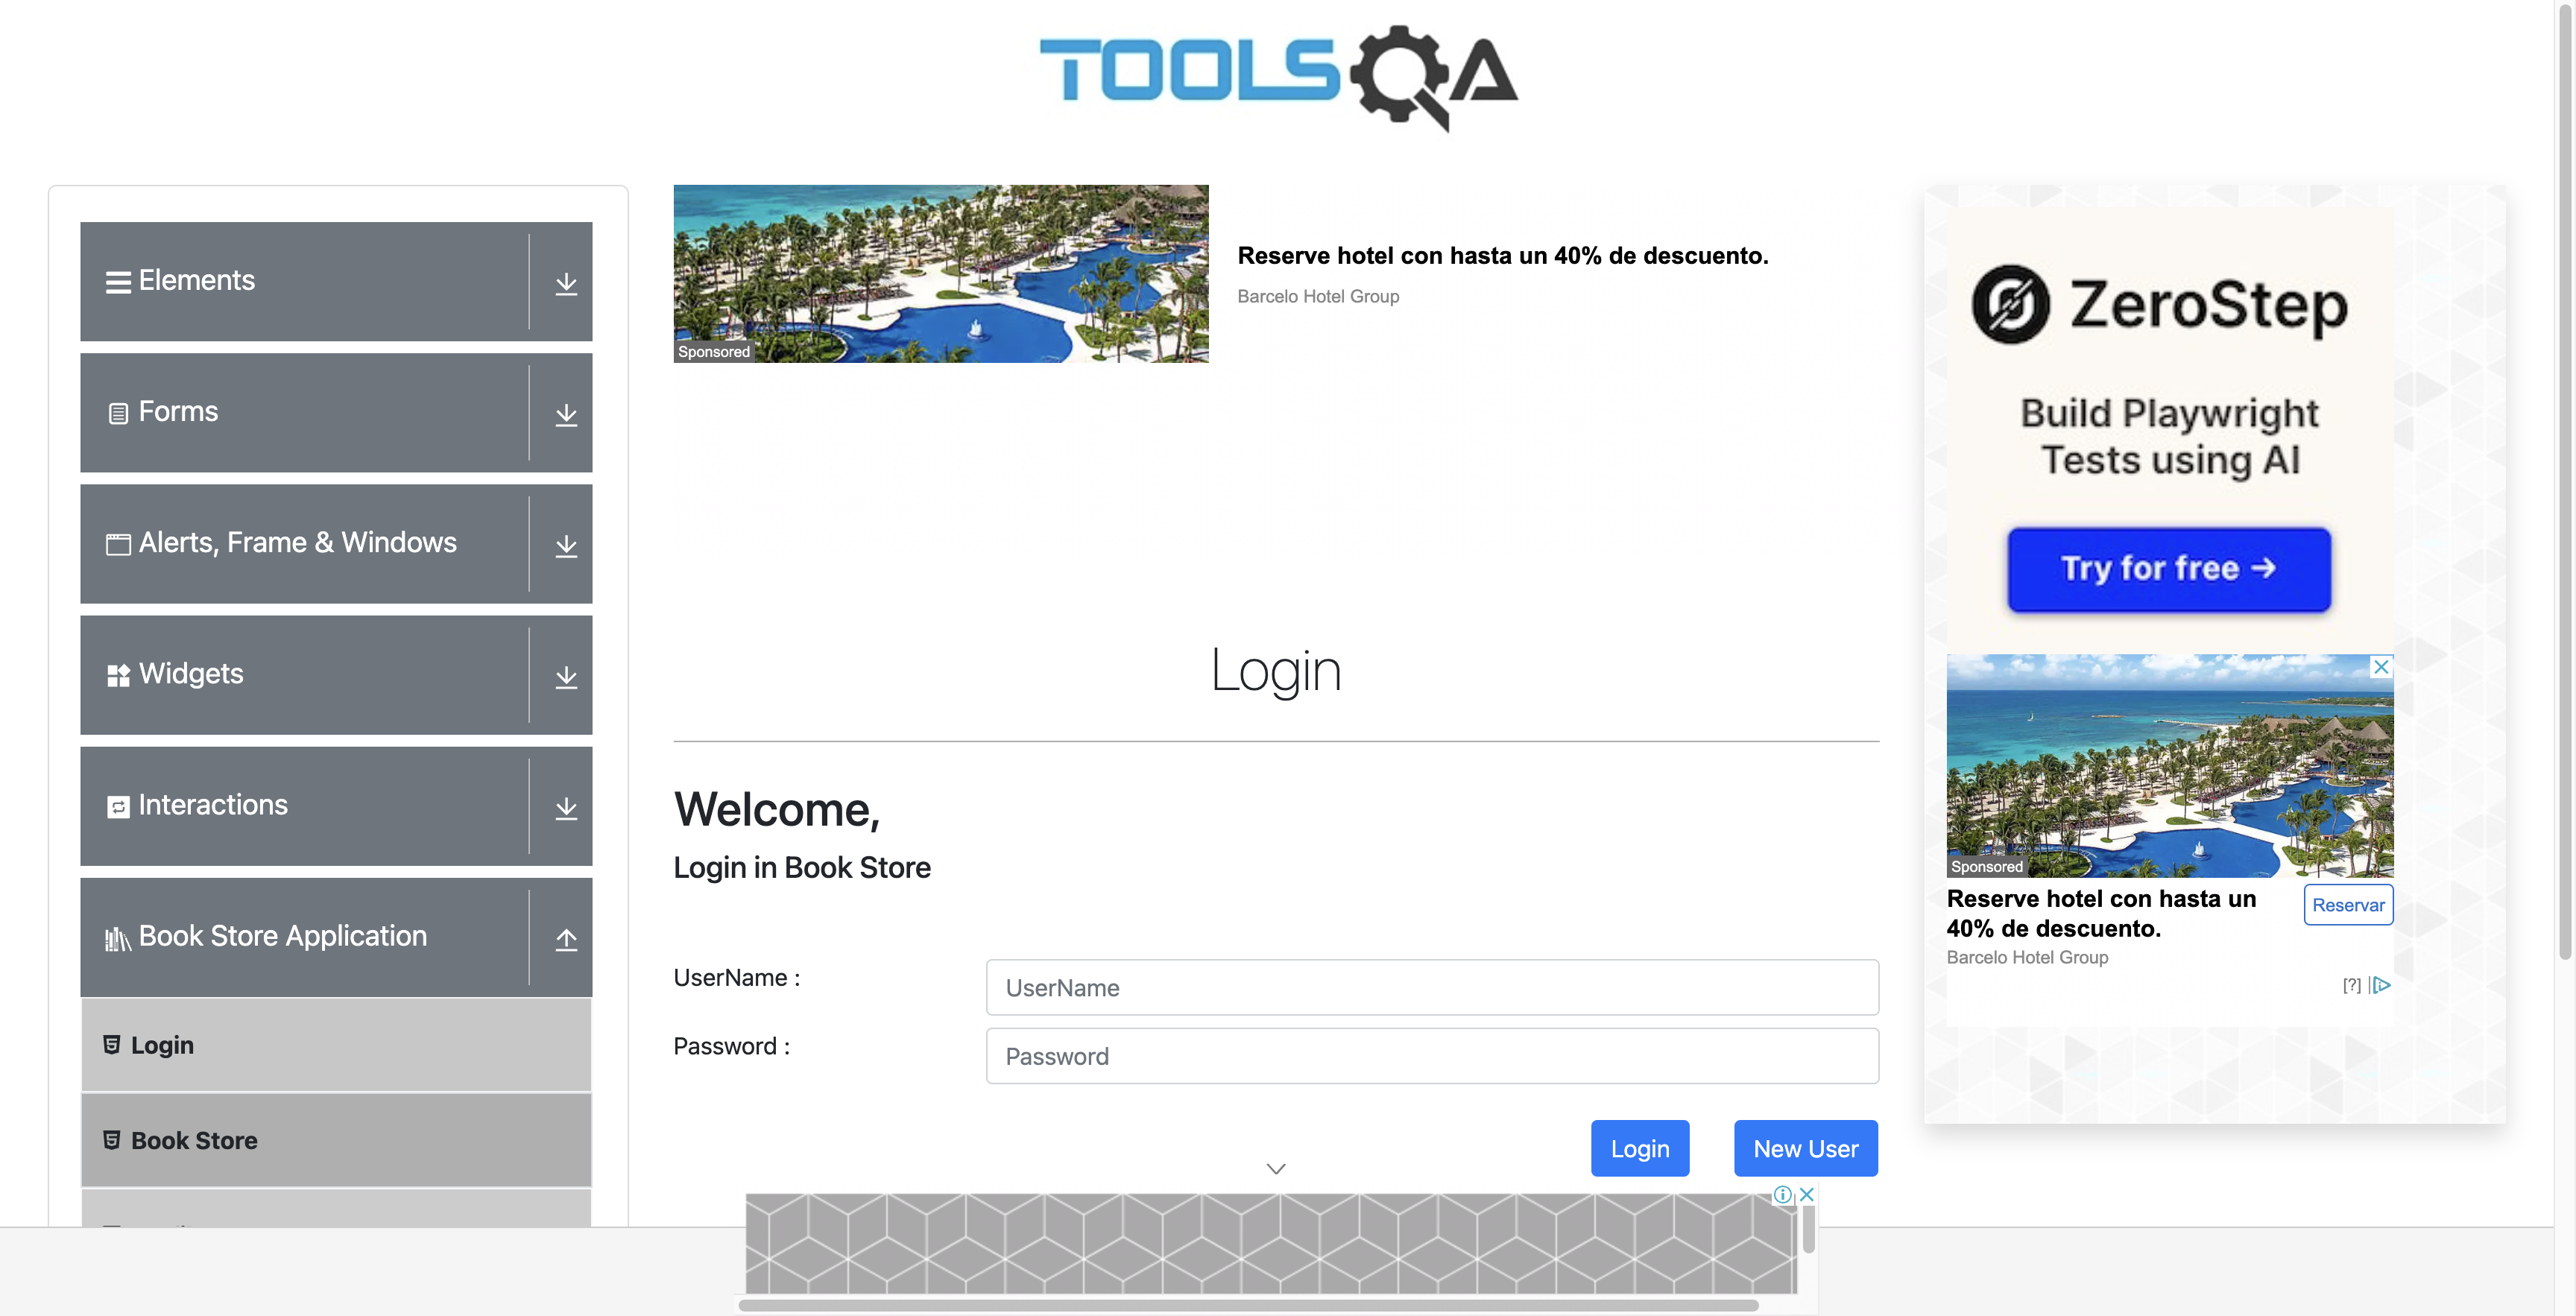 TOOLSQA
Elements
Forms
Alerts, Frame & Windows
Widgets
Interactions
Book Store Application
Login
Book Store
Sponsored
Reserve hotel con hasta un 40% de descuento.
Barcelo Hotel Group
Login
Welcome,
Login in Book Store
UserName :
UserName
Password :
Password
Login
New User
ZeroStep
Build Playwright
Tests using AI
Try for free →
Sponsored
Reserve hotel con hasta un
40% de descuento.
Reservar
Barcelo Hotel Group
[?]